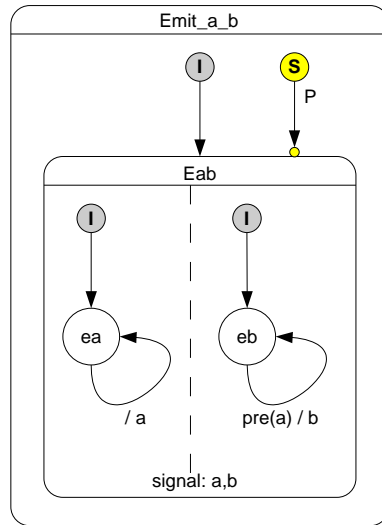 Emit_a_b
I
S
P
Eab
I
I
ea
eb
/ a
pre(a) / b
signal: a,b